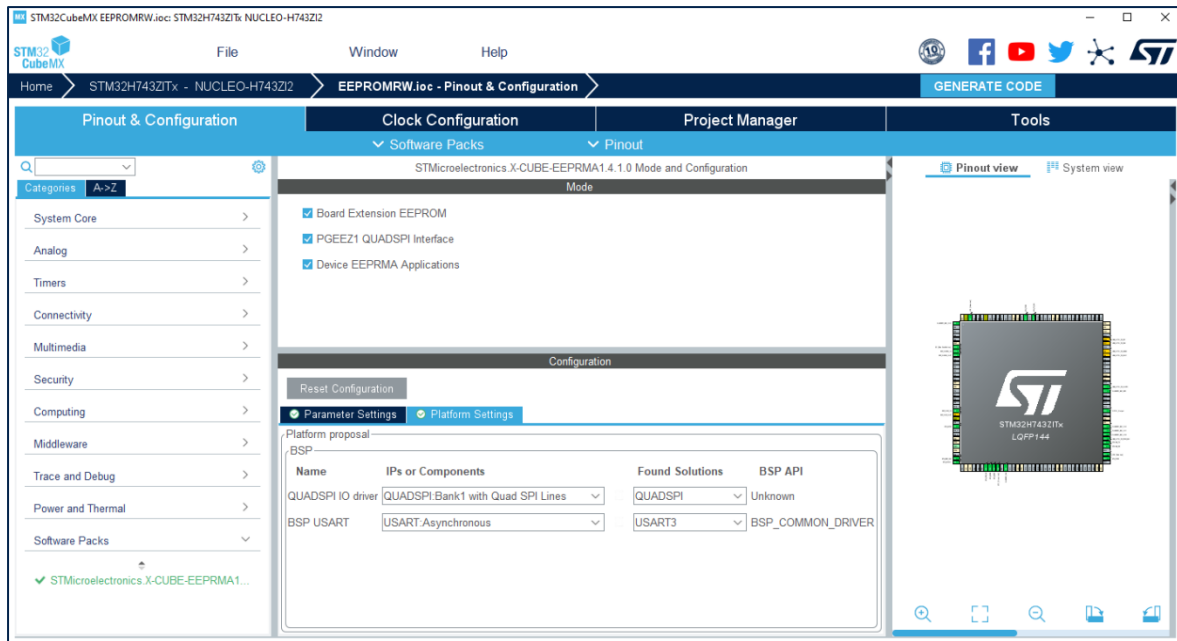 MX STM32CubeMX EEPROMRW.ioc: STM32H743ZITx NUCLEO-H743ZI2
STM32 CubeMX
File Window Help
10
Home STM32H743ZITx - NUCLEO-H743ZI2 EEPROMRW.ioc - Pinout & Configuration GENERATE CODE
Pinout & Configuration Clock Configuration Project Manager Tools
Software Packs Pinout
STMicroelectronics.X-CUBE-EEPRMA1.4.1.0 Mode and Configuration
Mode
Categories A->Z
System Core
Analog
Timers
Connectivity
Multimedia
Security
Computing
Middleware
Trace and Debug
Power and Thermal
Software Packs
STMicroelectronics.X-CUBE-EEPRMA1...
Board Extension EEPROM
PGEEZ1 QUADSPI Interface
Device EEPRMA Applications
Configuration
Reset Configuration
Parameter Settings Platform Settings
Platform proposal
BSP
Name IPs or Components Found Solutions BSP API
QUADSPI IO driver QUADSPI:Bank1 with Quad SPI Lines QUADSPI Unknown
BSP USART USART:Asynchronous USART3 BSP_COMMON_DRIVER
Pinout view System view
ST
STM32H743ZITx
LQFP144